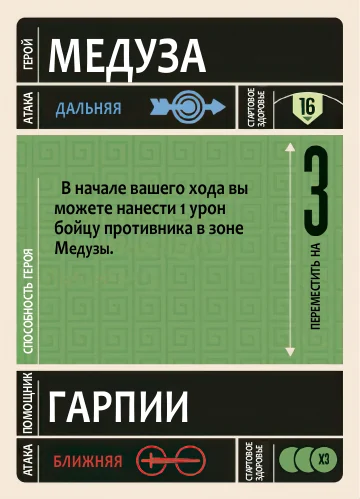 ГЕРОЙ
МЕДУЗА
АТАКА
ДАЛЬНЯЯ
СТАРТОВОЕ
ЗДОРОВЬЕ
16
СПОСОБНОСТЬ ГЕРОЯ
В начале вашего хода вы
можете нанести 1 урон
бойцу противника в зоне
Медузы.
ПЕРЕМЕСТИТЬ НА
3
ПОМОЩНИК
ГАРПИИ
АТАКА
БЛИЖНЯЯ
СТАРТОВОЕ
ЗДОРОВЬЕ
X3